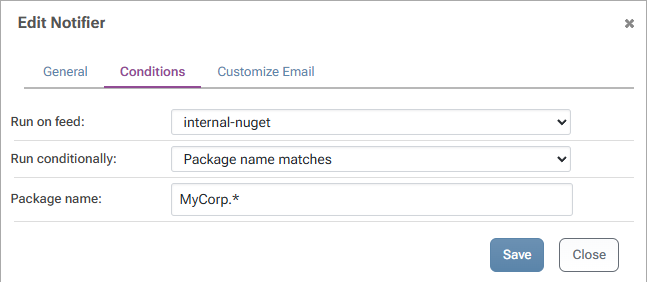 Edit Notifier
×
General Conditions Customize Email
Run on feed: internal-nuget
Run conditionally: Package name matches
Package name: MyCorp.*
Save Close